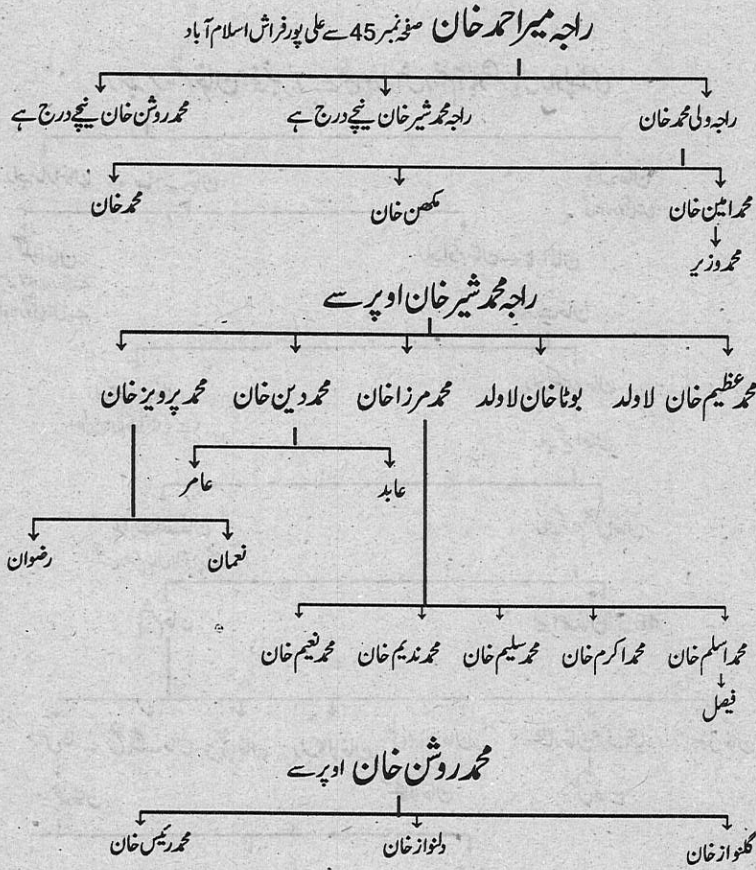 راجہ میر احمد خان صفحہ نمبر 45 سے علی پور فراش اسلام آباد
راجہ ولی محمد خان راجہ محمد شیر خان نیچے درج ہے محمد روشن خان نیچے درج ہے
محمد امین خان مکھن خان محمد خان
محمد وزیر
راجہ محمد شیر خان اوپر سے
محمد عظیم خان لاولد بوٹا خان لاولد محمد مرزا خان محمد دین خان محمد پرویز خان
عابد عامر
نعمان رضوان
محمد اسلم خان محمد اکرم خان محمد سلیم خان محمد ندیم خان محمد نعیم خان
فیصل
محمد روشن خان اوپر سے
گلنواز خان دلنواز خان محمد رئیس خان